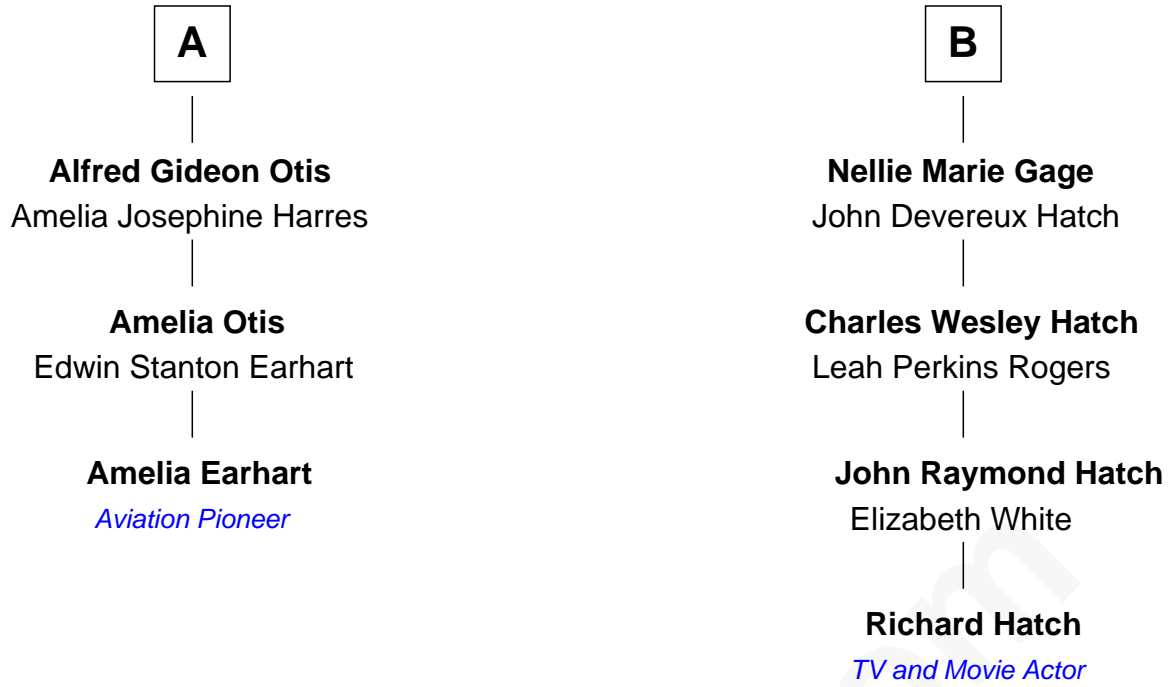 A
Alfred Gideon Otis
Amelia Josephine Harres
Amelia Otis
Edwin Stanton Earhart
Amelia Earhart
Aviation Pioneer
B
Nellie Marie Gage
John Devereux Hatch
Charles Wesley Hatch
Leah Perkins Rogers
John Raymond Hatch
Elizabeth White
Richard Hatch
TV and Movie Actor